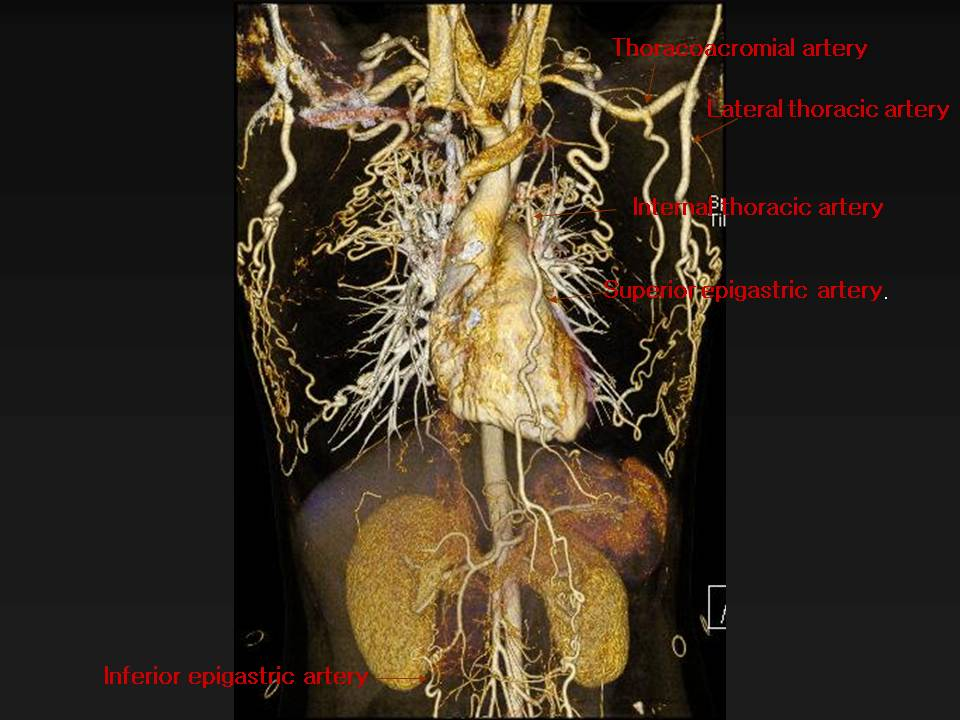 Thoracoacromial artery
Lateral thoracic artery
Internal thoracic artery
Superior epigastric artery.
Inferior epigastric artery